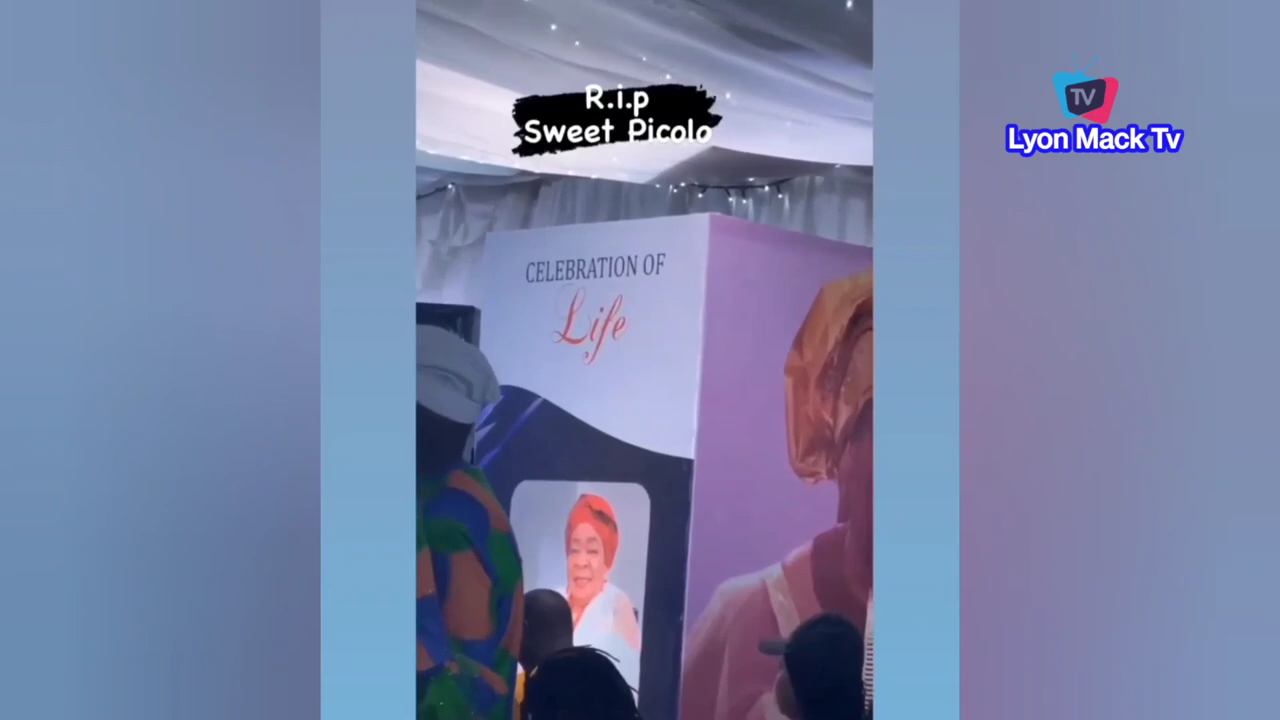 R.i.p
Sweet Picolo
TV
Lyon Mack Tv
CELEBRATION OF
Life